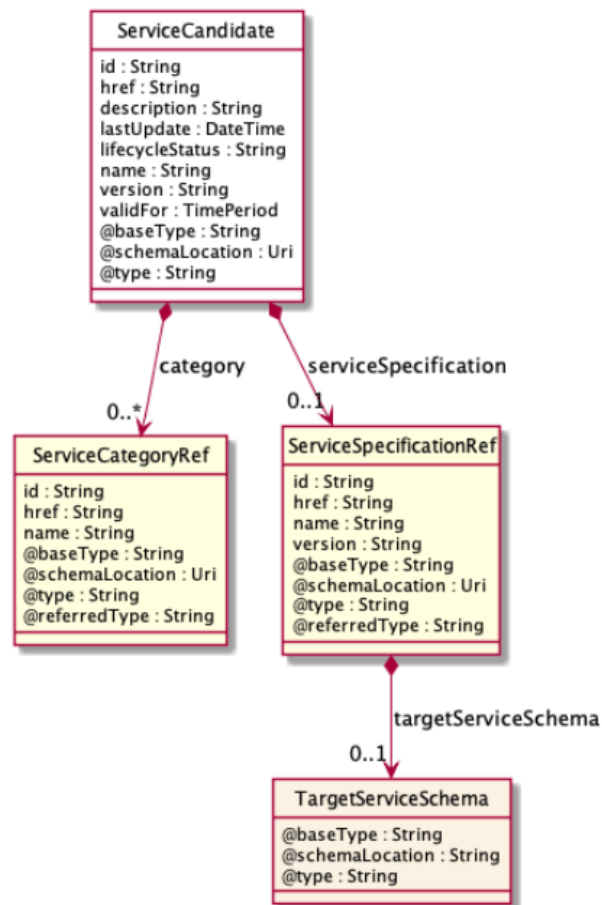 ServiceCandidate
id : String
href : String
description : String
lastUpdate : DateTime
lifecycleStatus : String
name : String
version : String
validFor : TimePeriod
@baseType : String
@schemaLocation : Uri
@type : String
category
serviceSpecification
0..*
0..1
ServiceCategoryRef
id : String
href : String
name : String
@baseType : String
@schemaLocation : Uri
@type : String
@referredType : String
ServiceSpecificationRef
id : String
href : String
name : String
version : String
@baseType : String
@schemaLocation : Uri
@type : String
@referredType : String
targetServiceSchema
0..1
TargetServiceSchema
@baseType : String
@schemaLocation : String
@type : String